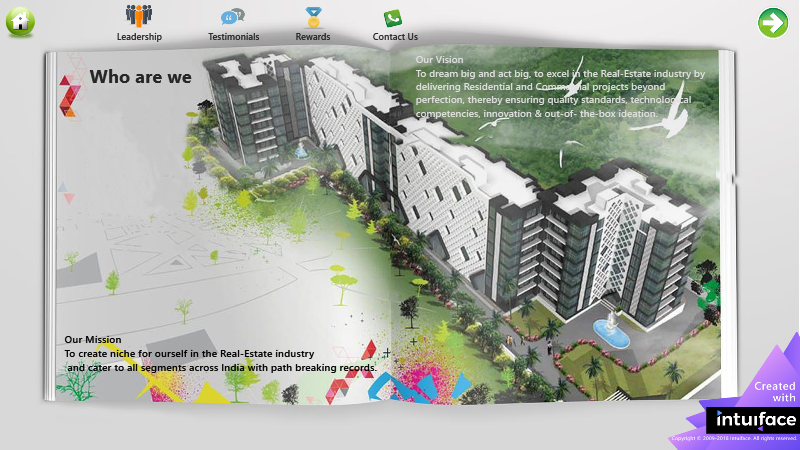 Leadership
Testimonials
Rewards
Contact Us
Who are we
Our Vision
To dream big and act big, to excel in the Real-Estate industry by
delivering Residential and Commercial projects beyond
perfection, thereby ensuring quality standards, technological
competencies, innovation & out-of- the-box ideation.
Our Mission
To create niche for ourself in the Real-Estate industry
and cater to all segments across India with path breaking records.
Created
with
intuiface
Copyright © 2009-2016 Intuiface. All rights reserved.